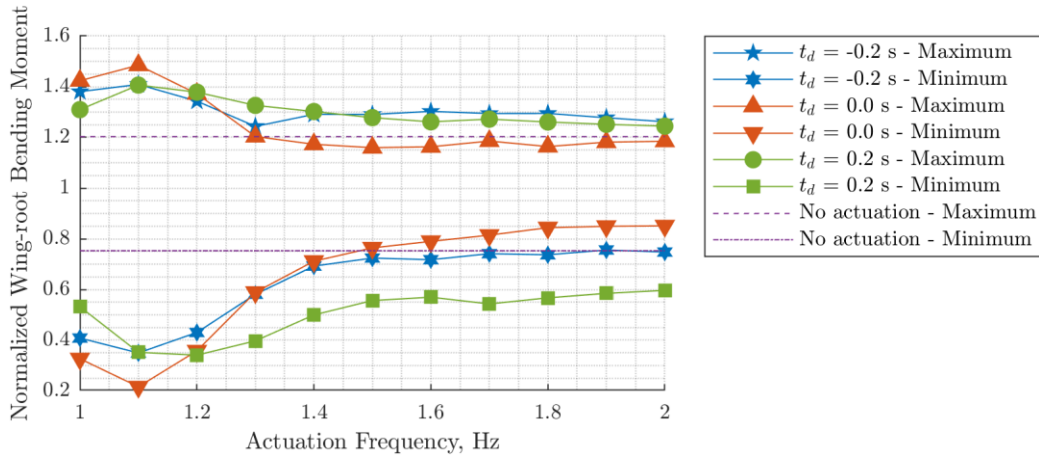 Normalized Wing-root Bending Moment
1.6
1.4
1.2
1
0.8
0.6
0.4
0.2
1
1.2
1.4
1.6
1.8
2
Actuation Frequency, Hz
t_d = -0.2 s - Maximum
t_d = -0.2 s - Minimum
t_d = 0.0 s - Maximum
t_d = 0.0 s - Minimum
t_d = 0.2 s - Maximum
t_d = 0.2 s - Minimum
No actuation - Maximum
No actuation - Minimum